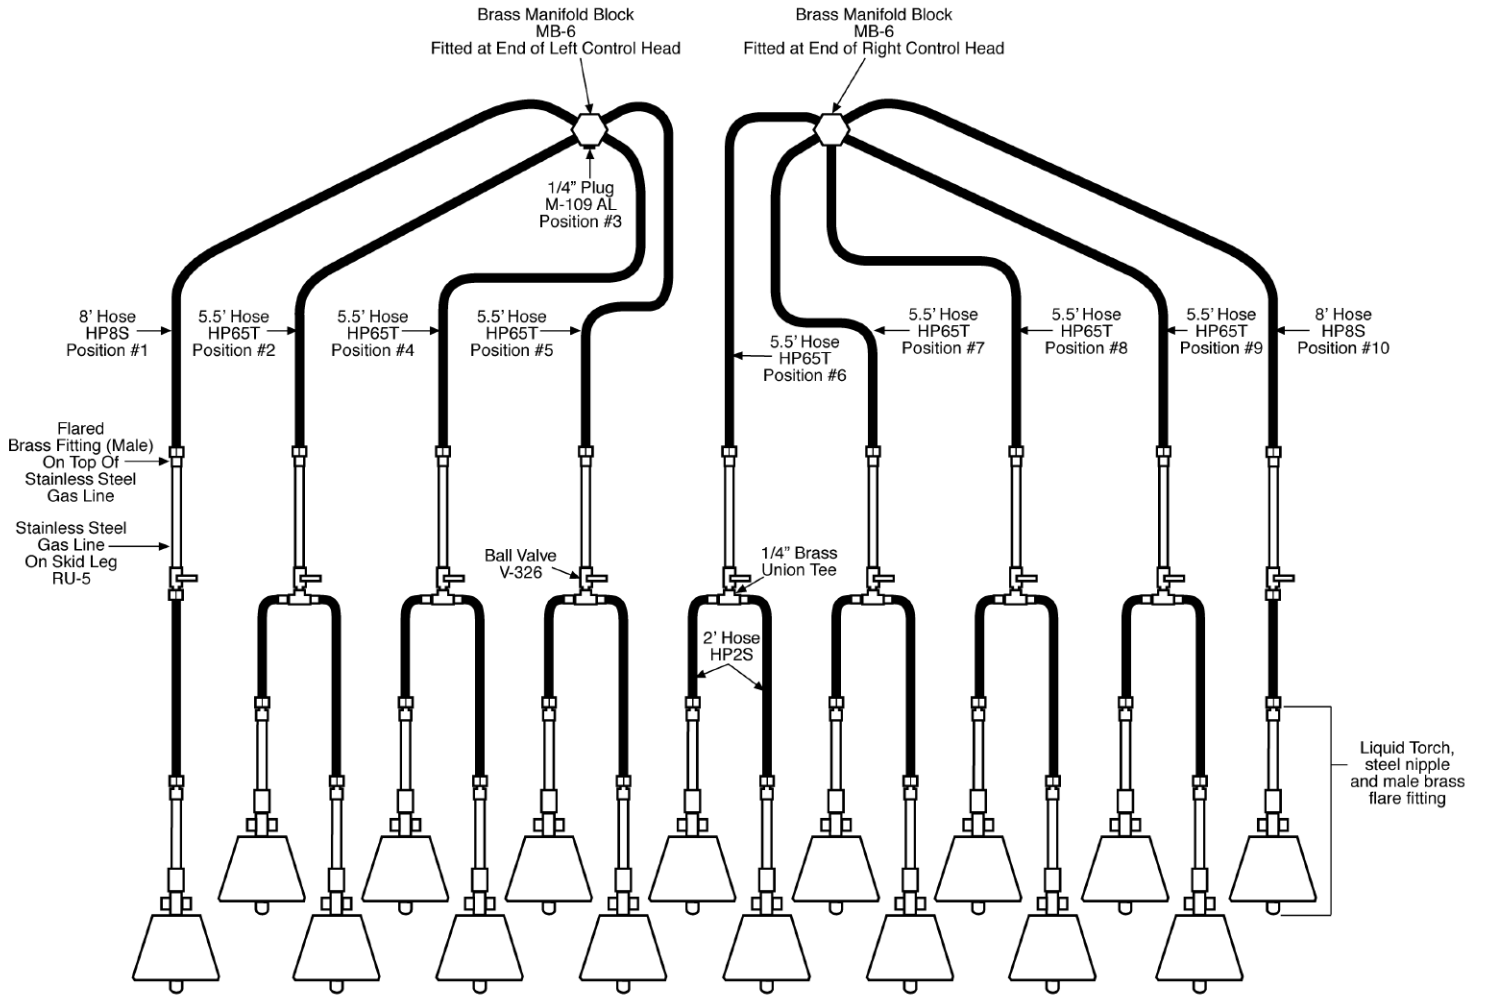 Brass Manifold Block
MB-6
Fitted at End of Left Control Head
Brass Manifold Block
MB-6
Fitted at End of Right Control Head
1/4” Plug
M-109 AL
Position #3
8’ Hose
HP8S
Position #1
5.5’ Hose
HP65T
Position #2
5.5’ Hose
HP65T
Position #4
5.5’ Hose
HP65T
Position #5
5.5’ Hose
HP65T
Position #6
5.5’ Hose
HP65T
Position #7
5.5’ Hose
HP65T
Position #8
5.5’ Hose
HP65T
Position #9
8’ Hose
HP8S
Position #10
Flared
Brass Fitting (Male)
On Top Of
Stainless Steel
Gas Line
Stainless Steel
Gas Line
On Skid Leg
RU-5
Ball Valve
V-326
1/4” Brass
Union Tee
2’ Hose
HP2S
Liquid Torch,
steel nipple
and male brass
flare fitting